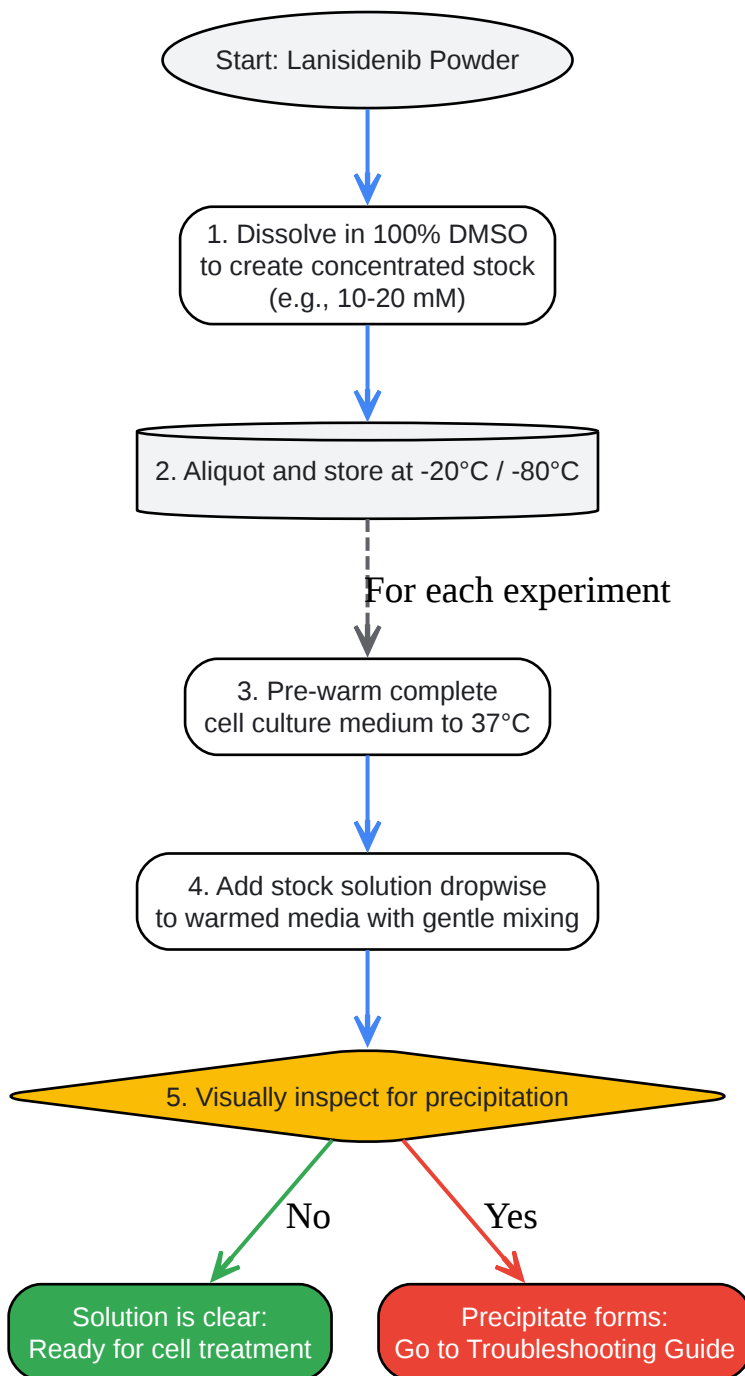 Start: Lanisidenib Powder
1. Dissolve in 100% DMSO
to create concentrated stock
(e.g., 10-20 mM)
2. Aliquot and store at -20°C / -80°C
For each experiment
3. Pre-warm complete
cell culture medium to 37°C
4. Add stock solution dropwise
to warmed media with gentle mixing
5. Visually inspect for precipitation
No
Yes
Solution is clear:
Ready for cell treatment
Precipitate forms:
Go to Troubleshooting Guide